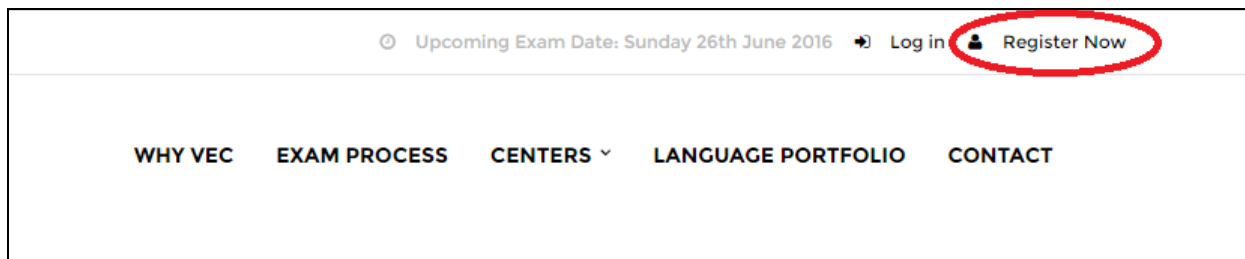 Upcoming Exam Date: Sunday 26th June 2016 Log in Register Now
WHY VEC EXAM PROCESS CENTERS LANGUAGE PORTFOLIO CONTACT